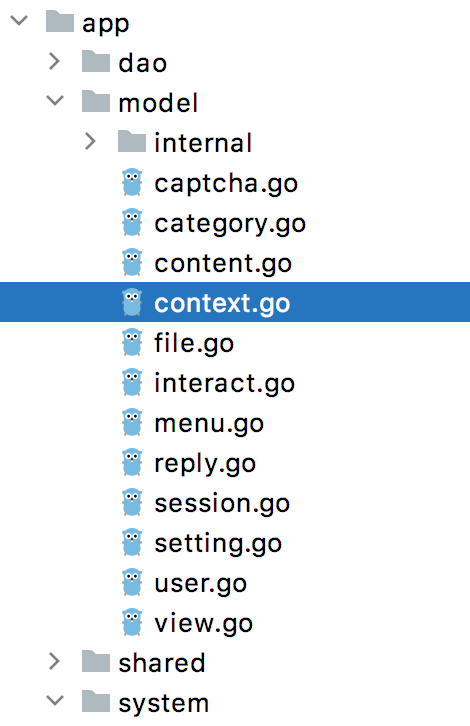 app
dao
model
internal
captcha.go
category.go
content.go
context.go
file.go
interact.go
menu.go
reply.go
session.go
setting.go
user.go
view.go
shared
system